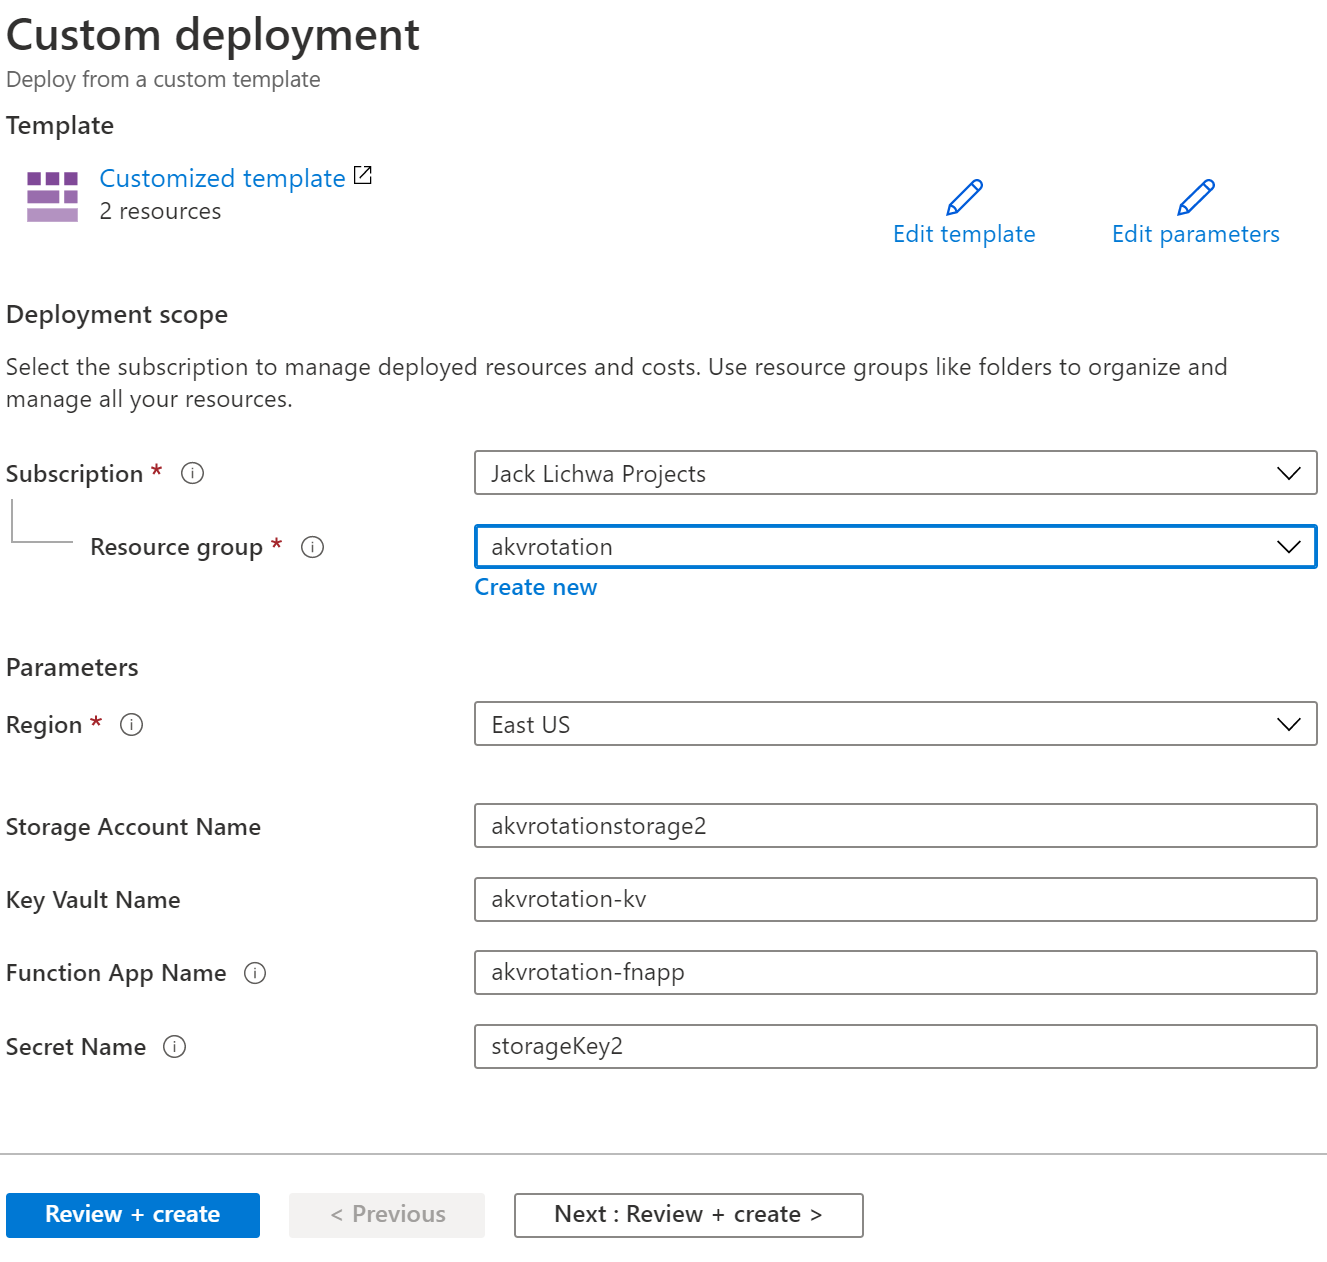 Custom deployment
Deploy from a custom template
Template
Customized template
2 resources
Edit template
Edit parameters
Deployment scope
Select the subscription to manage deployed resources and costs. Use resource groups like folders to organize and
manage all your resources.
Subscription *
Jack Lichwa Projects
Resource group *
akvrotation
Create new
Parameters
Region *
East US
Storage Account Name
akvrotationstorage2
Key Vault Name
akvrotation-kv
Function App Name
akvrotation-fnapp
Secret Name
storageKey2
Review + create
< Previous
Next : Review + create >